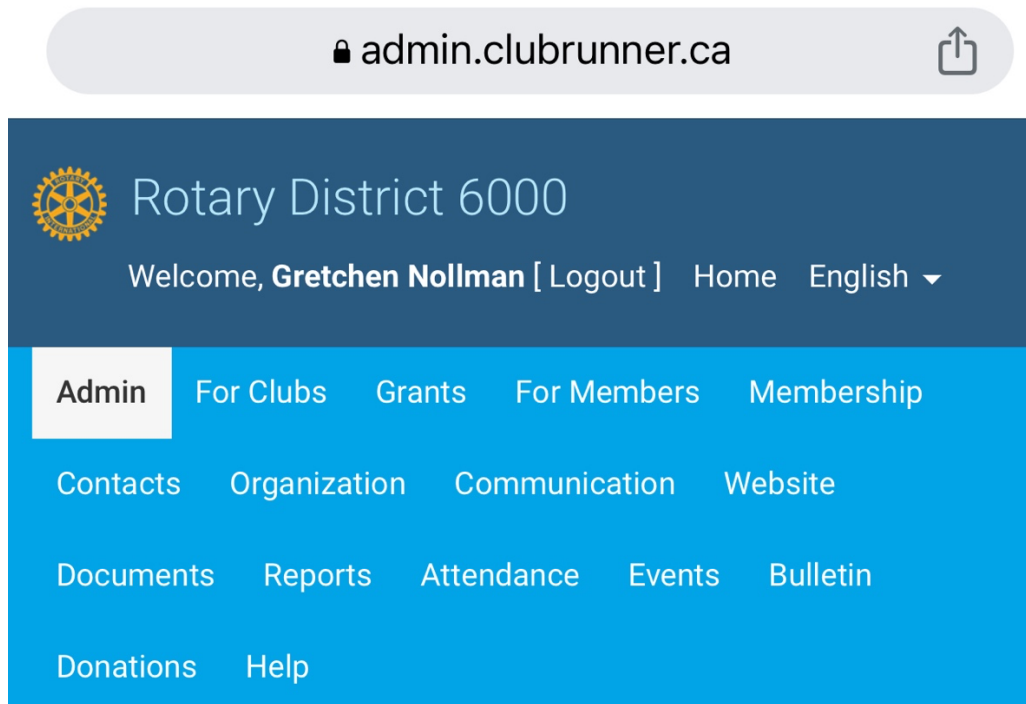 admin.clubrunner.ca
Rotary District 6000
Welcome, Gretchen Nollman [ Logout ] Home English
Admin For Clubs Grants For Members Membership
Contacts Organization Communication Website
Documents Reports Attendance Events Bulletin
Donations Help